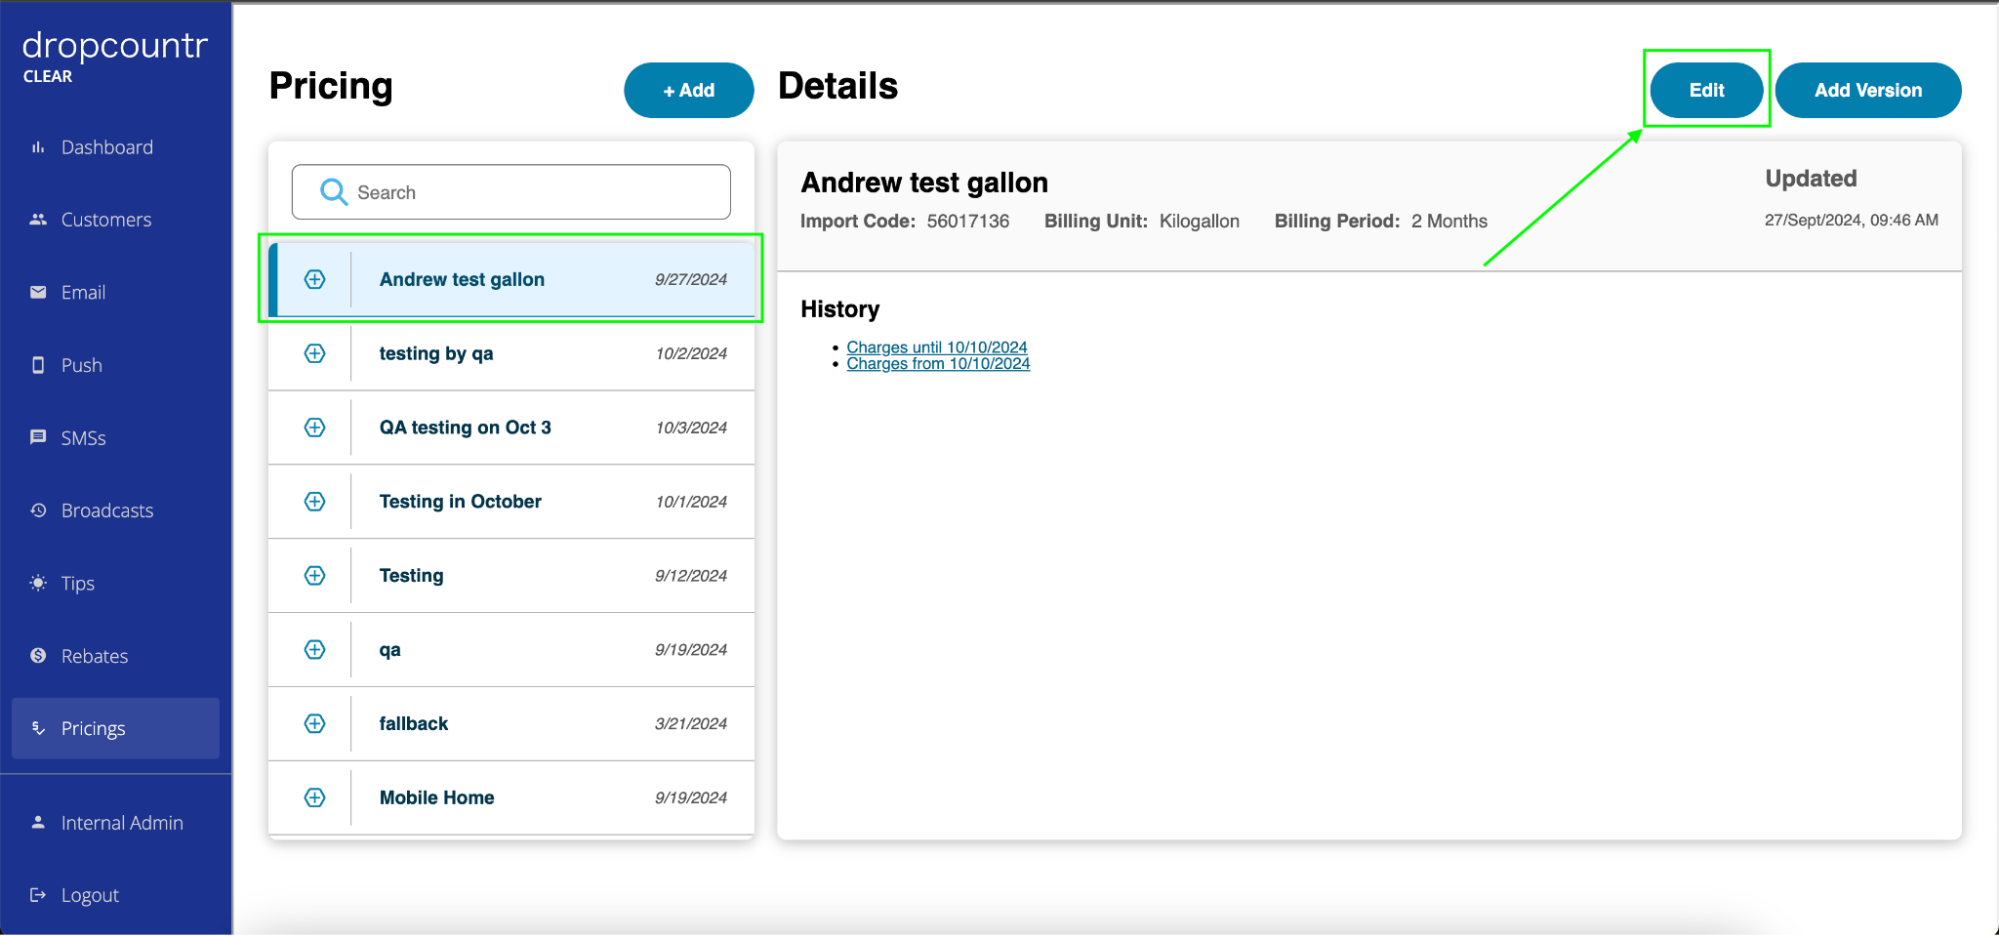 dropcountr
CLEAR
Dashboard
Customers
Email
Push
SMSs
Broadcasts
Tips
Rebates
Pricings
Internal Admin
Logout
Pricing
+ Add
Search
Andrew test gallon 9/27/2024
testing by qa 10/2/2024
QA testing on Oct 3 10/3/2024
Testing in October 10/1/2024
Testing 9/12/2024
qa 9/19/2024
fallback 3/21/2024
Mobile Home 9/19/2024
Details
Edit
Add Version
Andrew test gallon
Updated
Import Code: 56017136 Billing Unit: Kilogallon Billing Period: 2 Months
27/Sept/2024, 09:46 AM
History
• Charges until 10/10/2024
• Charges from 10/10/2024